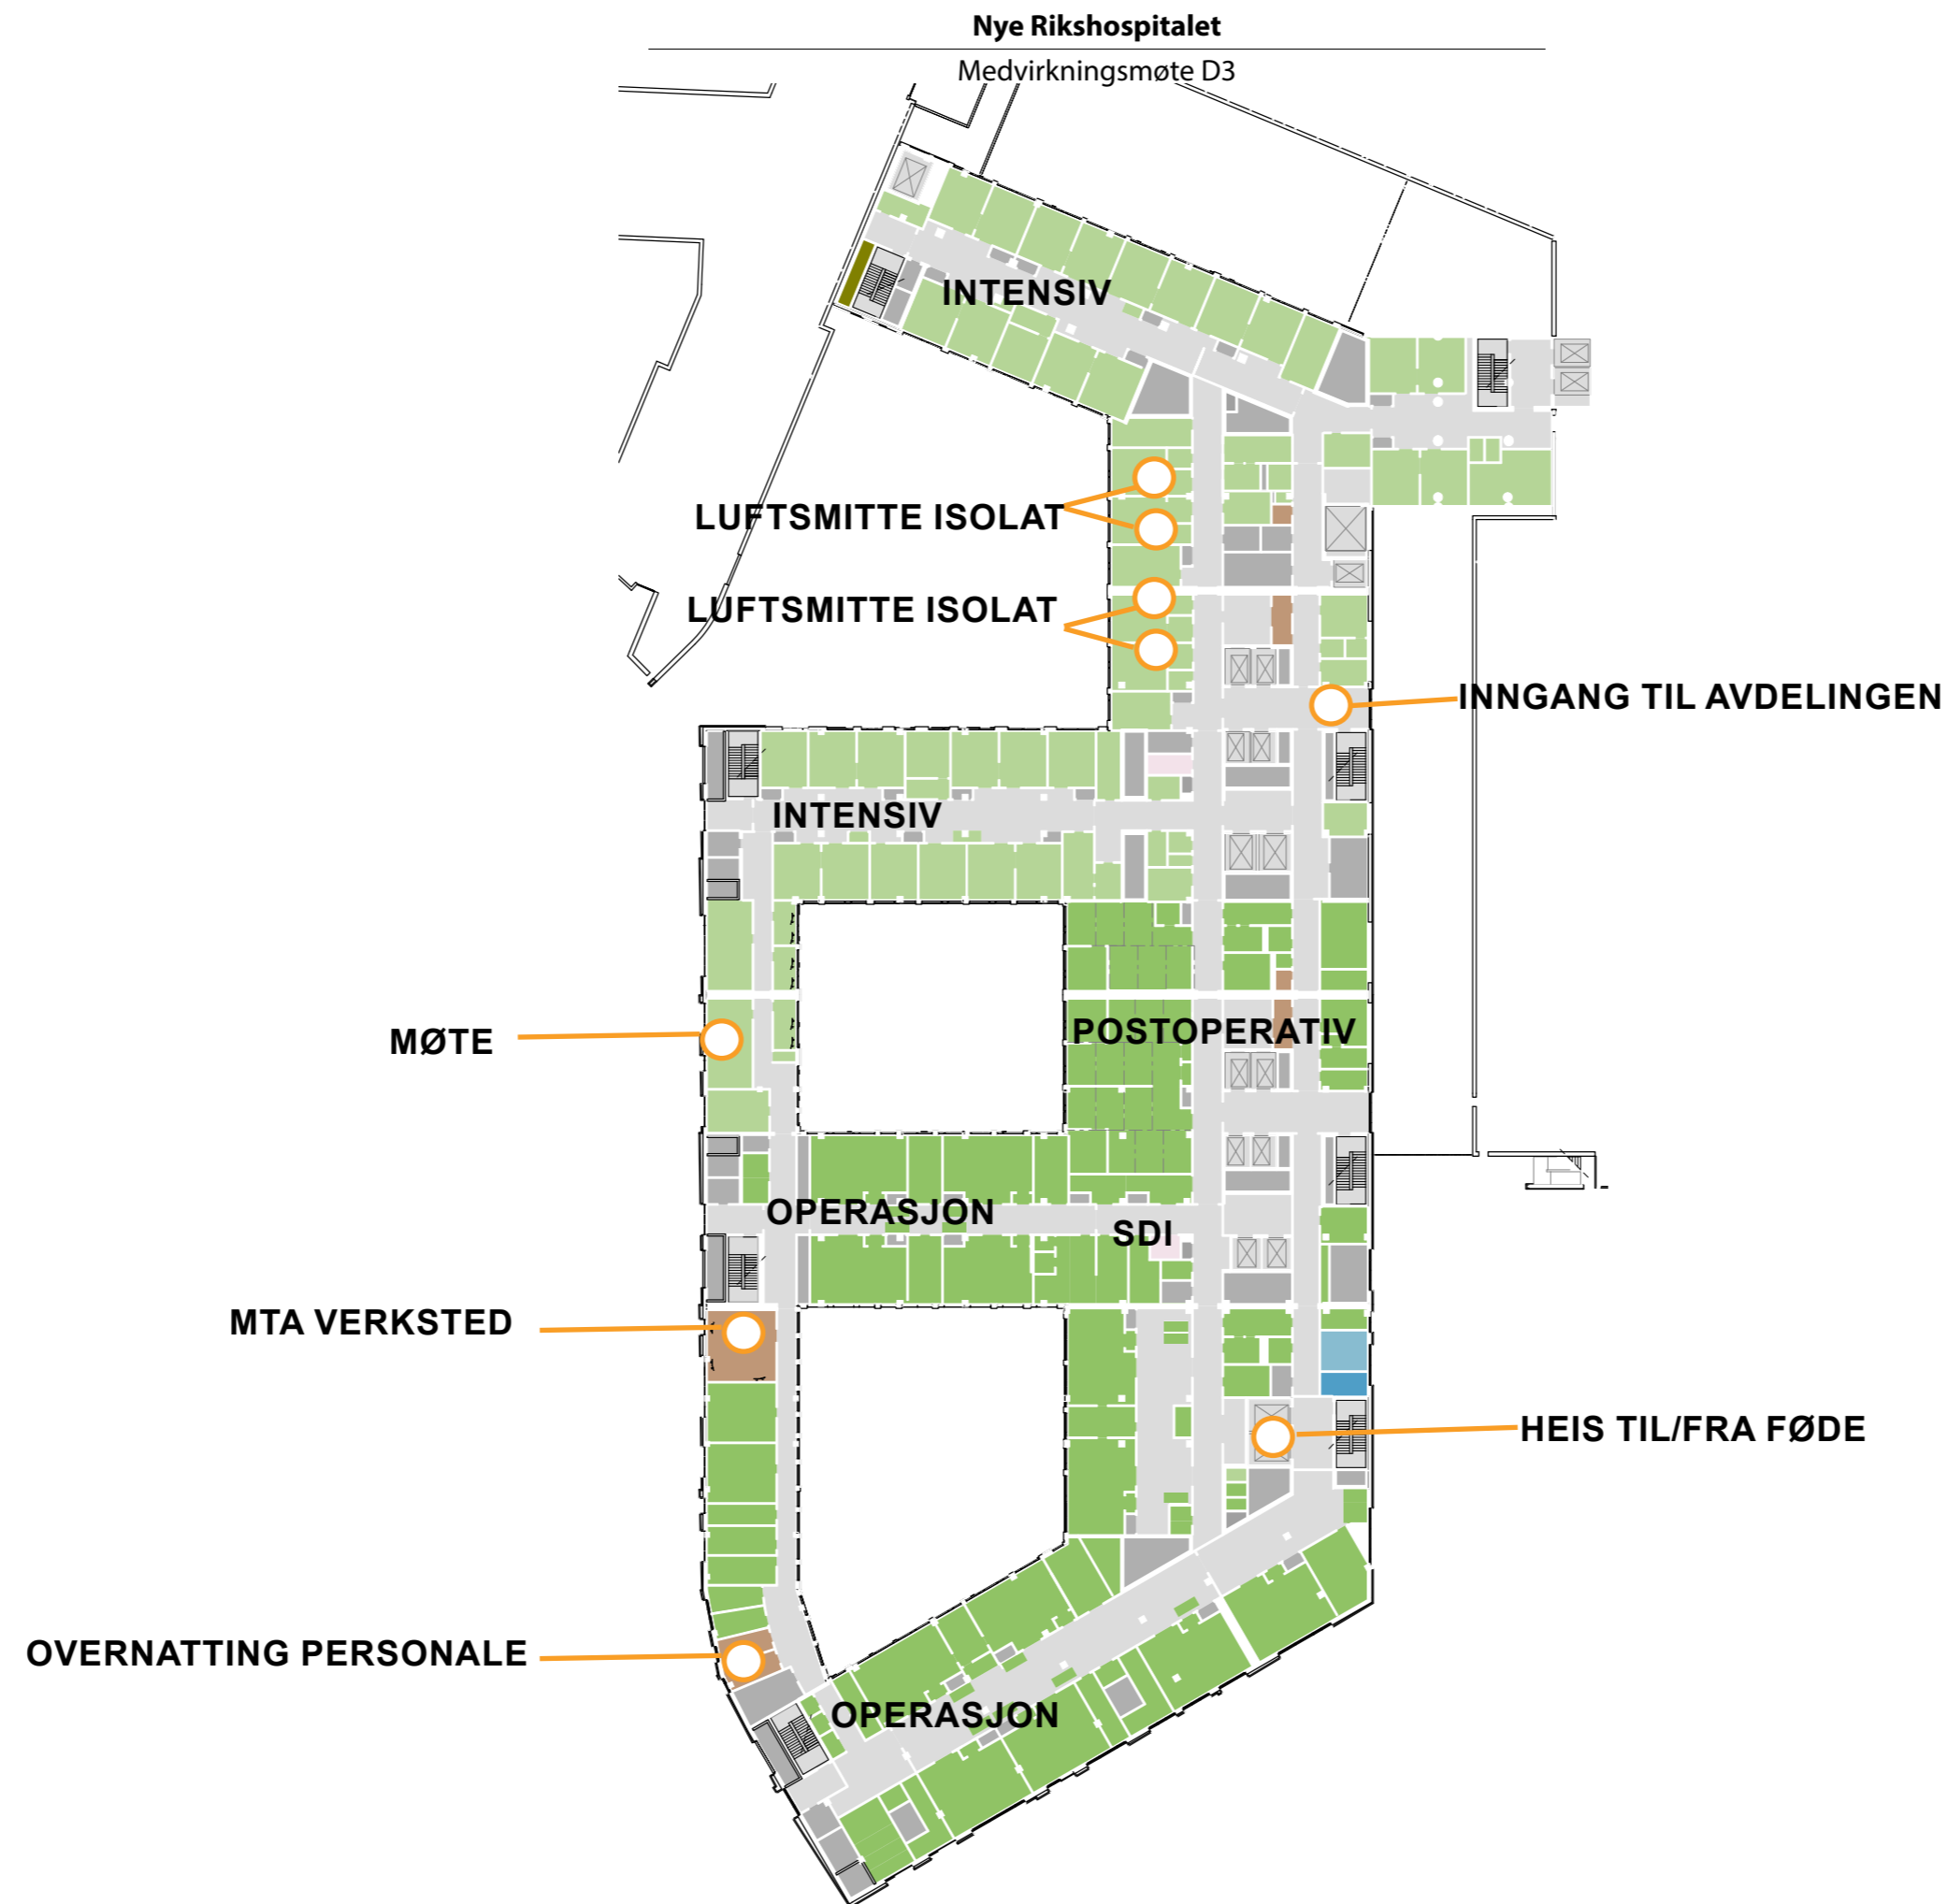 Nye Rikshospitalet
Medvirkningsmøte D3
INTENSIV
LUFTSMITTE ISOLAT
LUFTSMITTE ISOLAT
INNGANG TIL AVDELINGEN
INTENSIV
MØTE
POSTOPERATIV
OPERASJON
SDI
MTA VERKSTED
HEIS TIL/FRA FØDE
OVERNATTING PERSONALE
OPERASJON